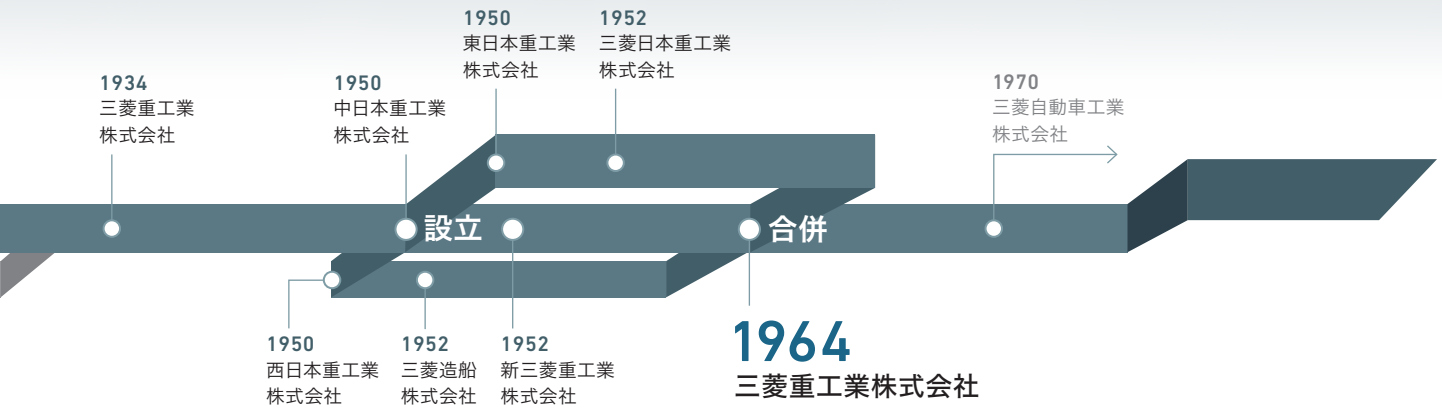 1934
三菱重工業
株式会社
1950
中日本重工業
株式会社
1950
東日本重工業
株式会社
1952
三菱日本重工業
株式会社
1970
三菱自動車工業
株式会社
設立
合併
1950
西日本重工業
株式会社
1952
三菱造船
株式会社
1952
新三菱重工業
株式会社
1964
三菱重工業株式会社